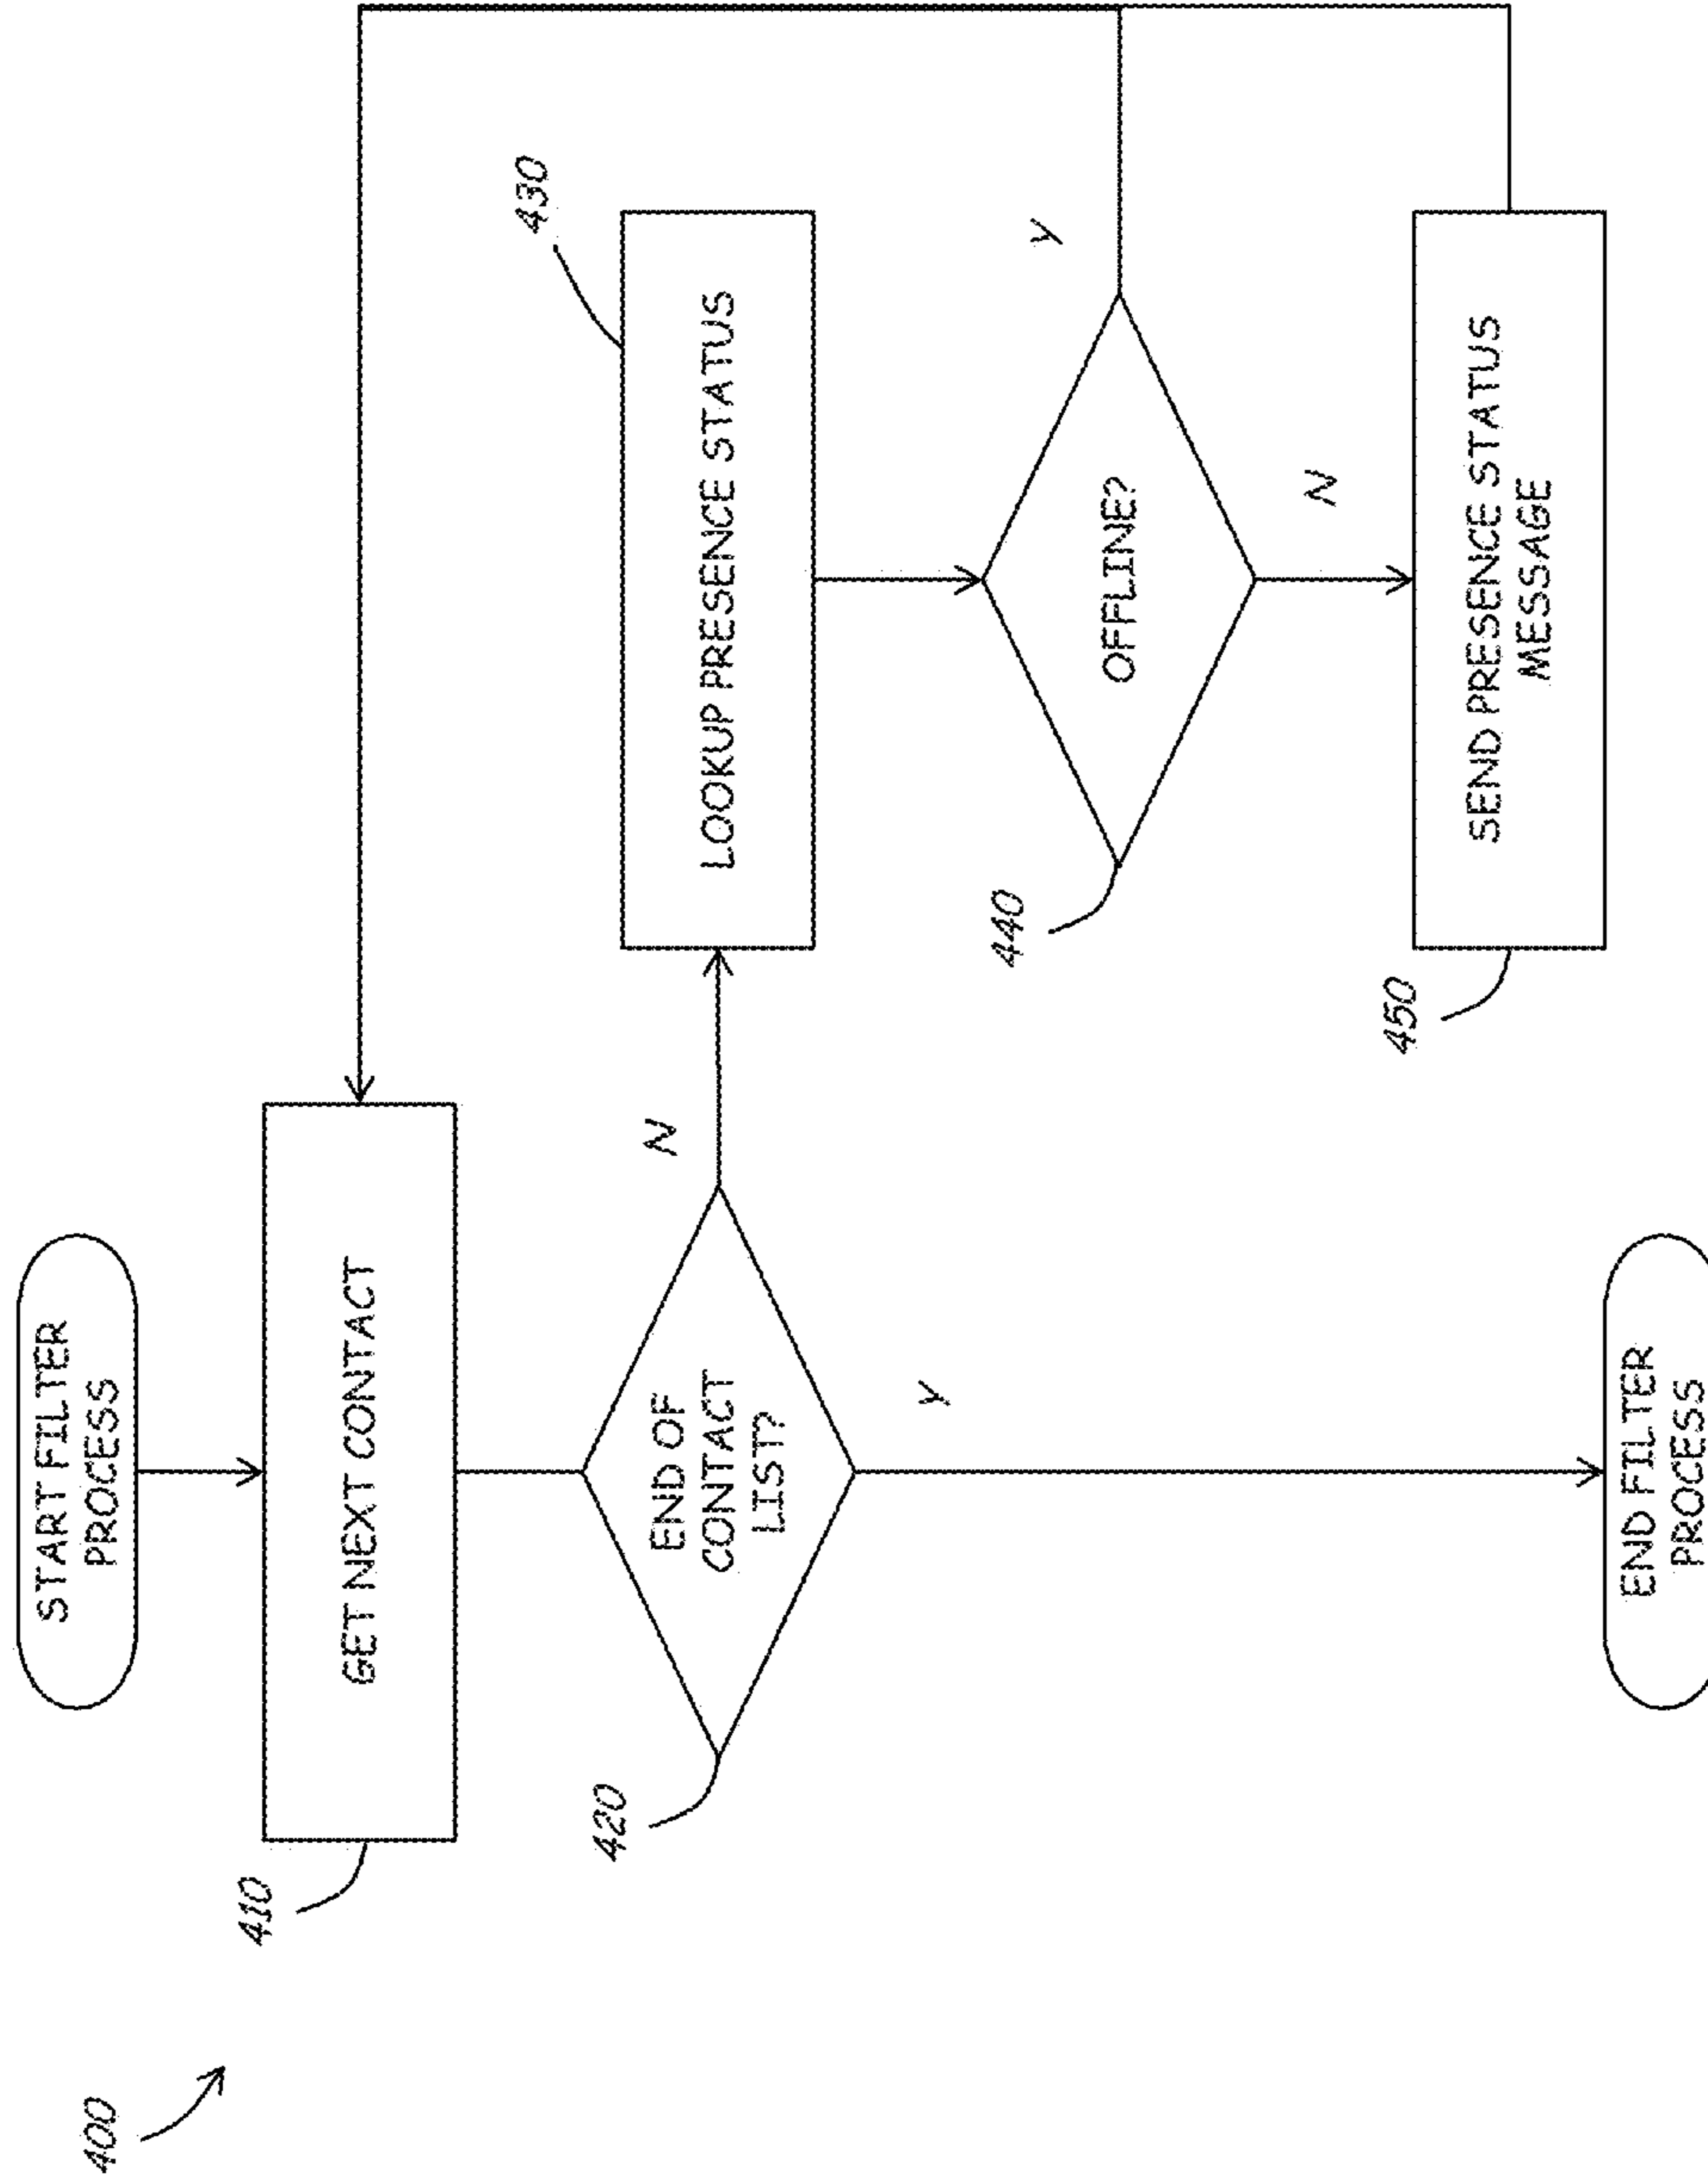 400
START FILTER
PROCESS
410
GET NEXT CONTACT
420
END OF
CONTACT
LIST?
N
Y
430
LOOKUP PRESENCE STATUS
440
OFFLINE?
Y
N
450
SEND PRESENCE STATUS
MESSAGE
END FILTER
PROCESS